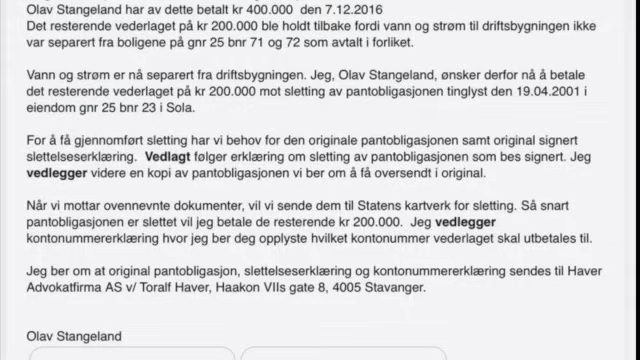 Olav Stangeland har av dette betalt kr 400.000  den 7.12.2016
Det resterende vederlaget på kr 200.000 ble holdt tilbake fordi vann og strøm til driftsbygningen ikke
var separert fra boligene på gnr 25 bnr 71 og 72 som avtalt i forliket.
Vann og strøm er nå separert fra driftsbygningen. Jeg, Olav Stangeland, ønsker derfor nå å betale
det resterende vederlaget på kr 200.000 mot sletting av pantobligasjonen tinglyst den 19.04.2001 i
eiendom gnr 25 bnr 23 i Sola.
For å få gjennomført sletting har vi behov for den originale pantobligasjonen samt original signert
slettelseserklæring.  Vedlagt følger erklæring om sletting av pantobligasjonen som bes signert. Jeg
vedlegger videre en kopi av pantobligasjonen vi ber om å få oversendt i original.
Når vi mottar ovennevnte dokumenter, vil vi sende dem til Statens kartverk for sletting. Så snart
pantobligasjonen er slettet vil jeg betale de resterende kr 200.000.  Jeg vedlegger
kontonummererklæring hvor jeg ber deg opplyste hvilket kontonummer vederlaget skal utbetales til.
Jeg ber om at original pantobligasjon, slettelseserklæring og kontonummererklæring sendes til Haver
Advokatfirma AS v/ Toralf Haver, Haakon VIIs gate 8, 4005 Stavanger.
Olav Stangeland